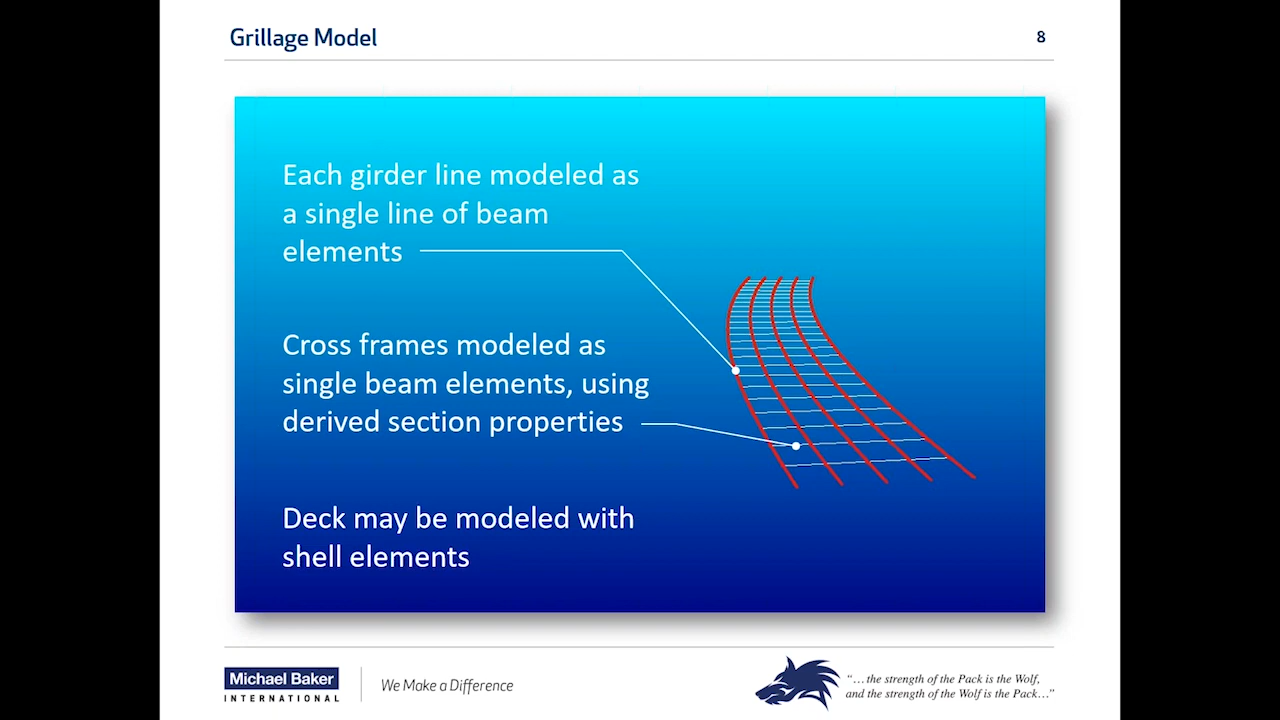 Grillage Model
8
Each girder line modeled as
a single line of beam
elements
Cross frames modeled as
single beam elements, using
derived section properties
Deck may be modeled with
shell elements
Michael Baker
INTERNATIONAL
We Make a Difference
“…the strength of the Pack is the Wolf,
and the strength of the Wolf is the Pack…”